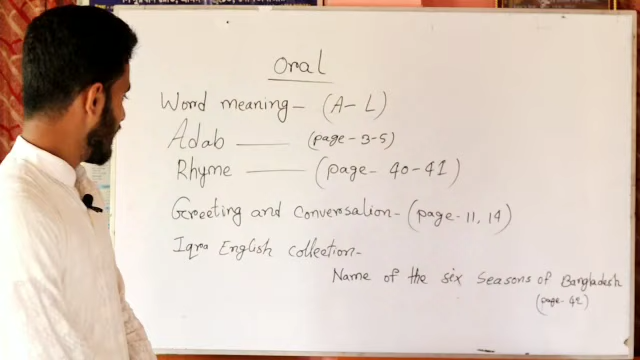 Oral
Word meaning - (A - L)
Adab —— (page - 3-5)
Rhyme —— (page - 40 - 41)
Greeting and Conversation - (page - 11, 14)
Iqra English Collection -
Name of the six Seasons of Bangladesh
(page - 42)